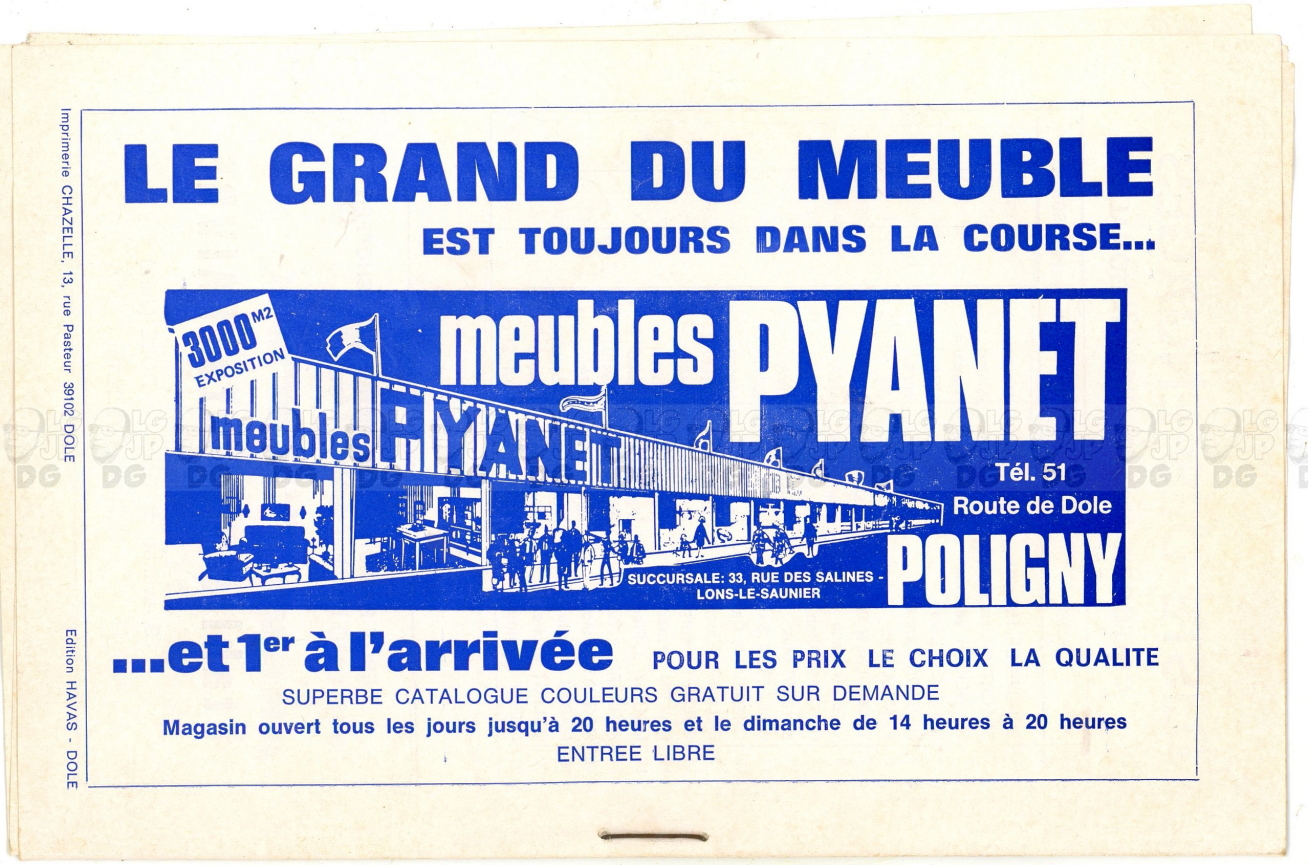 LE GRAND DU MEUBLE
EST TOUJOURS DANS LA COURSE...
3000 M2
EXPOSITION
meubles PYANET
meubles PYANET
Tél. 51
Route de Dole
POLIGNY
SUCCURSALE: 33, RUE DES SALINES -
LONS-LE-SAUNIER
...et 1er à l'arrivée POUR LES PRIX LE CHOIX LA QUALITE
SUPERBE CATALOGUE COULEURS GRATUIT SUR DEMANDE
Magasin ouvert tous les jours jusqu'à 20 heures et le dimanche de 14 heures à 20 heures
ENTREE LIBRE
Imprimerie CHAZELLE, 13, rue Pasteur 39102 DOLE
Edition HAVAS - DOLE
LG
JP
DG